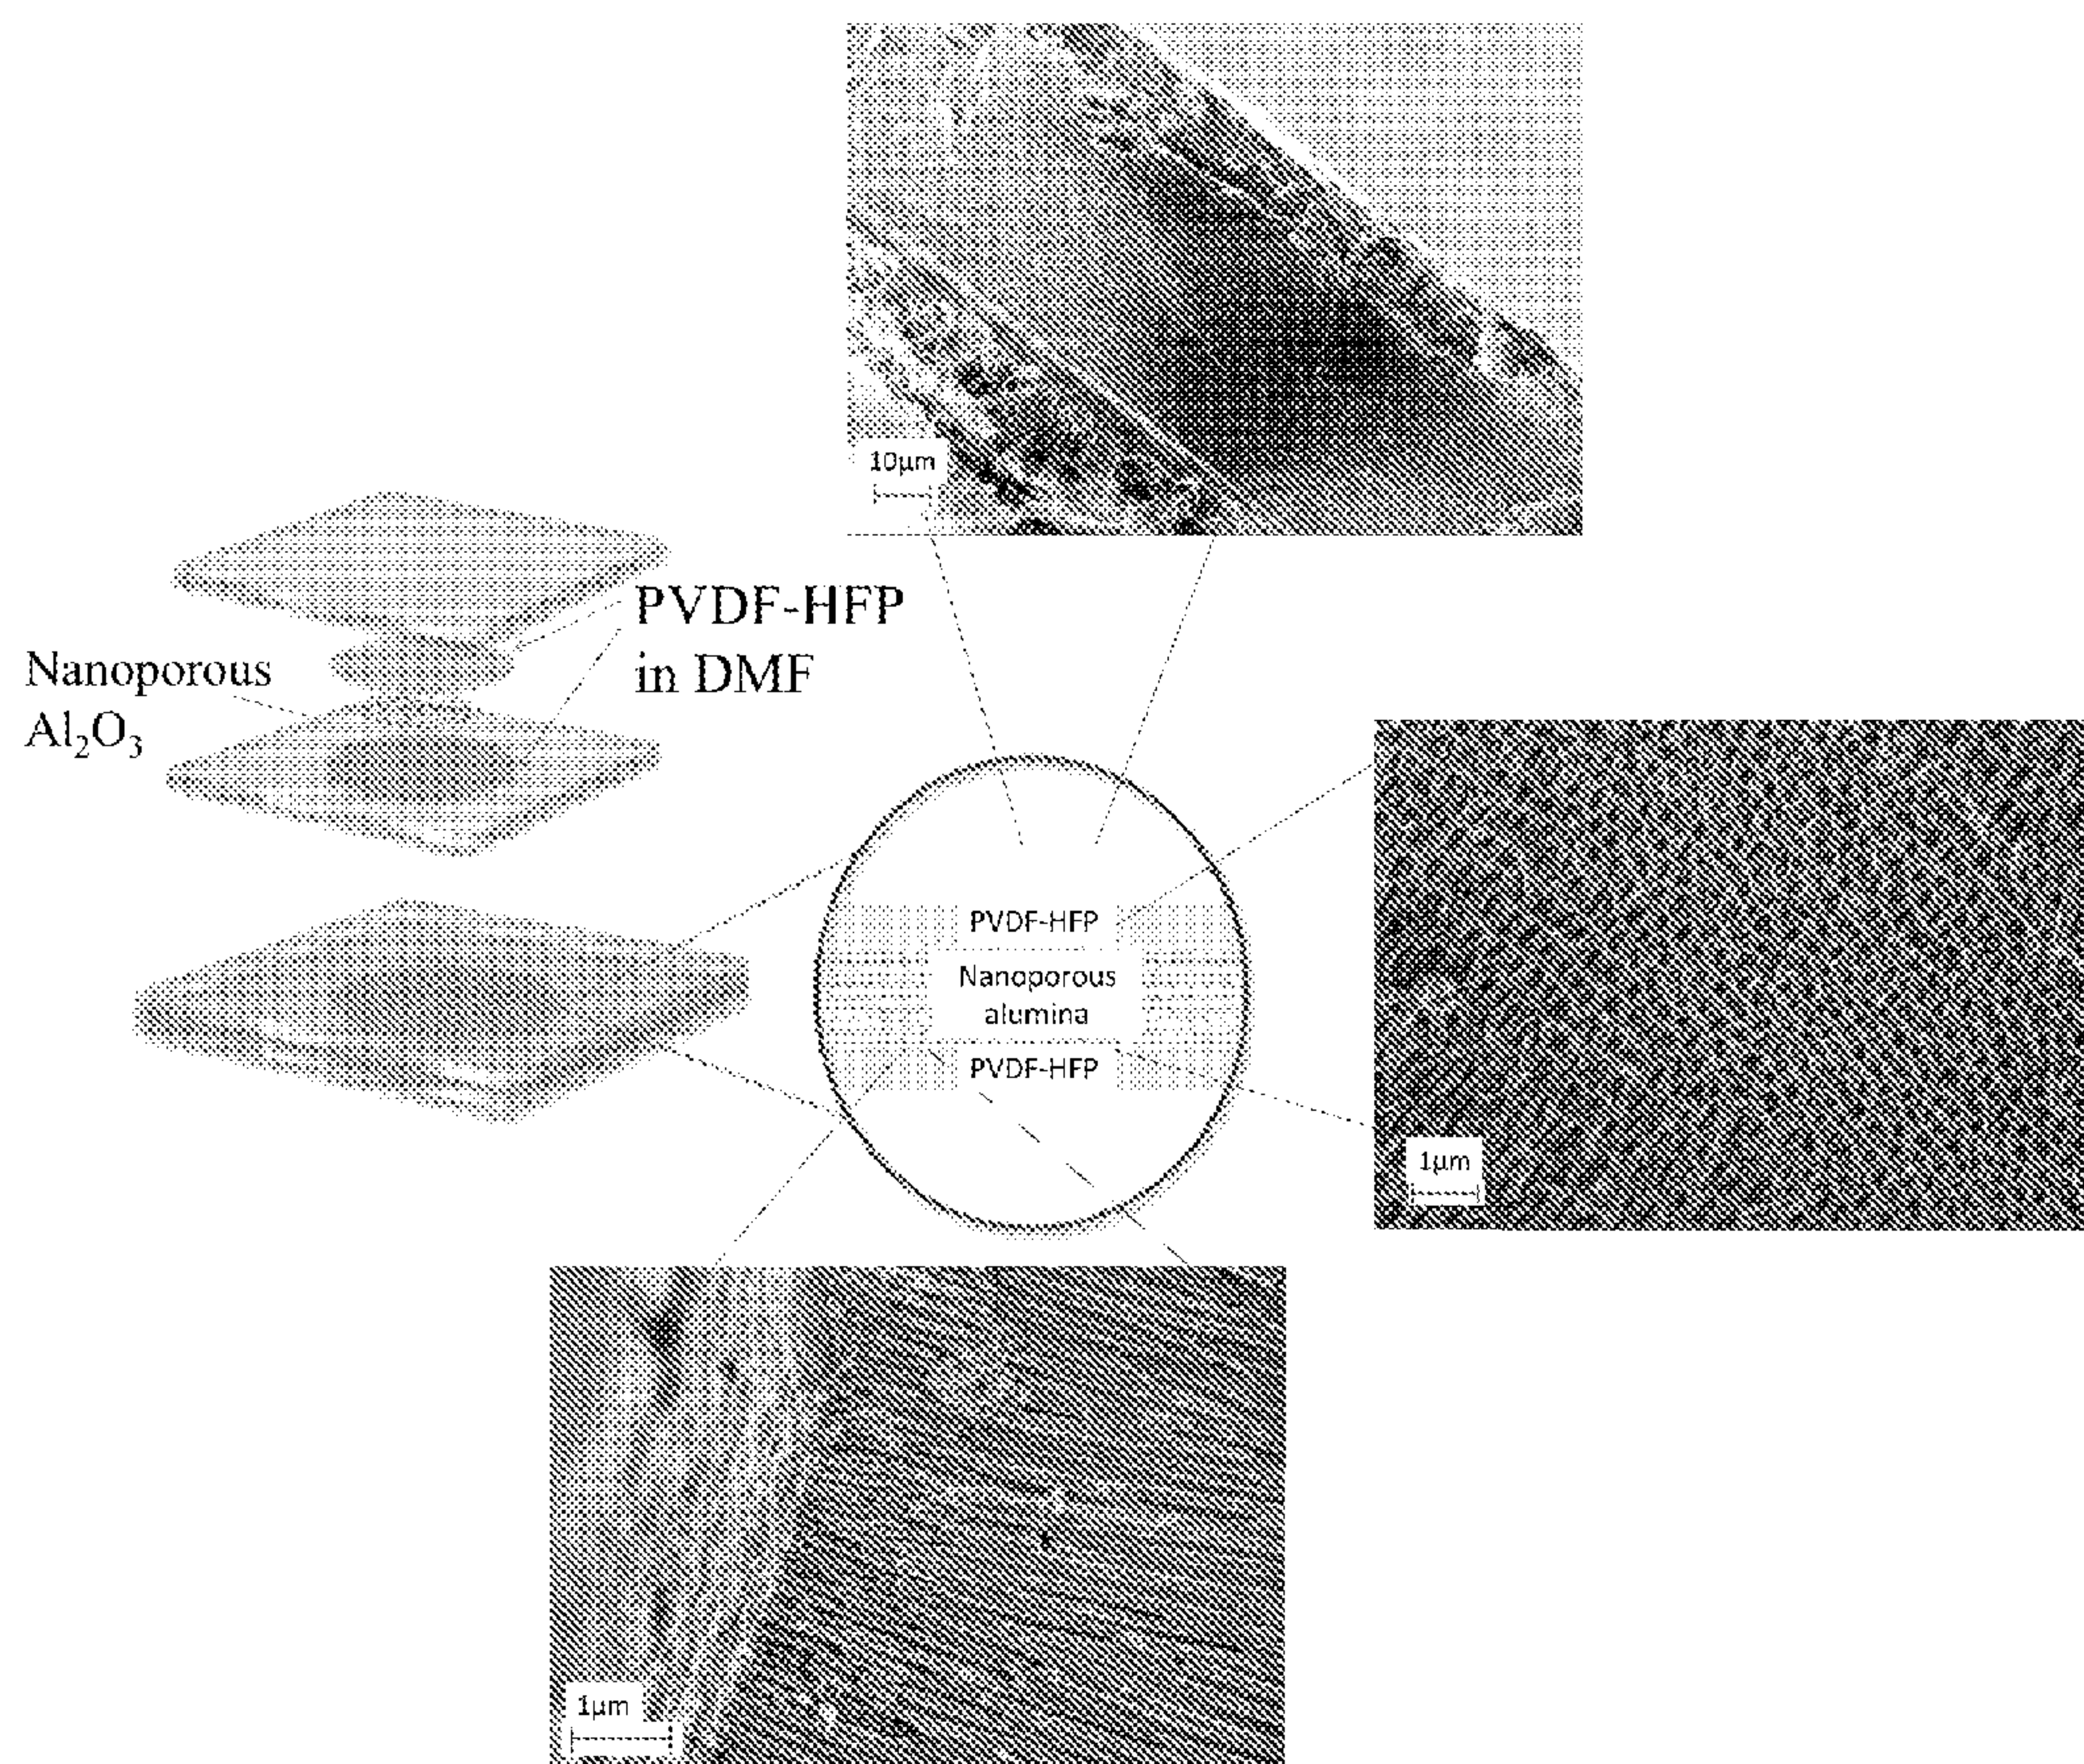 10μm
PVDF-HFP
in DMF
Nanoporous
Al₂O₃
PVDF-HFP
Nanoporous
alumina
PVDF-HFP
1μm
1μm